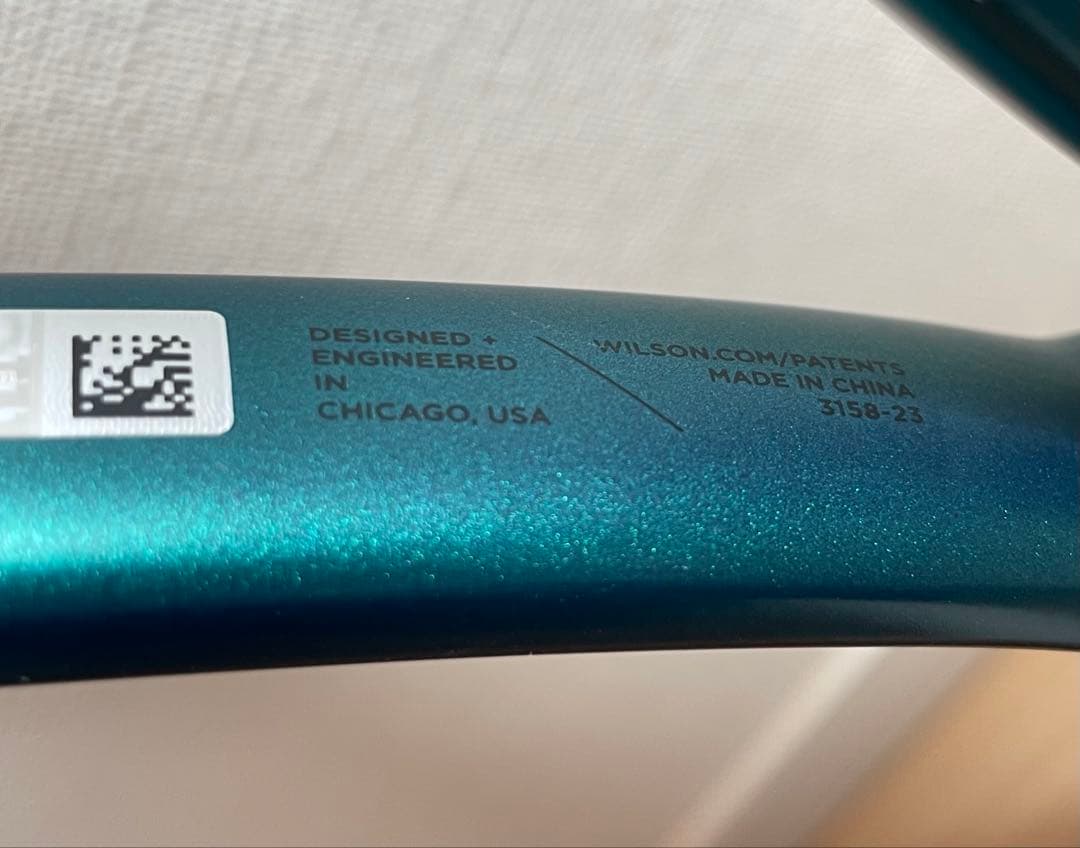 DESIGNED +
ENGINEERED
IN
CHICAGO, USA
WILSON.COM/PATENTS
MADE IN CHINA
3158-23